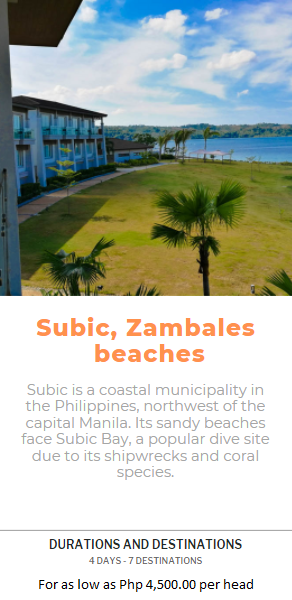 Subic, Zambales
beaches
Subic is a coastal municipality in
the Philippines, northwest of the
capital Manila. Its sandy beaches
face Subic Bay, a popular dive site
due to its shipwrecks and coral
species.
DURATIONS AND DESTINATIONS
4 DAYS - 7 DESTINATIONS
For as low as Php 4,500.00 per head